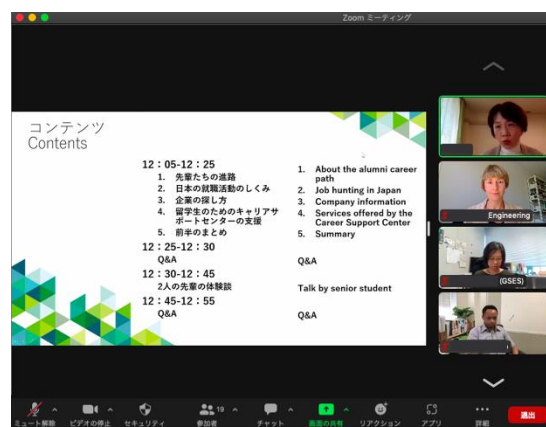 Zoom ミーティング
コンテンツ
Contents
12：05-12：25
1. 先輩たちの進路
2. 日本の就職活動のしくみ
3. 企業の探し方
4. 留学生のためのキャリアサ
ポートセンターの支援
5. 前半のまとめ
12：25-12：30
Q&A
12：30-12：45
2人の先輩の体験談
12：45-12：55
Q&A
1. About the alumni career
path
2. Job hunting in Japan
3. Company information
4. Services offered by the
Career Support Center
5. Summary
Q&A
Talk by senior student
Q&A
Engineering
(GSES)
ミュート解除
ビデオの停止
セキュリティ
19
参加者
チャット
画面の共有
リアクション
アプリ
詳細
退出